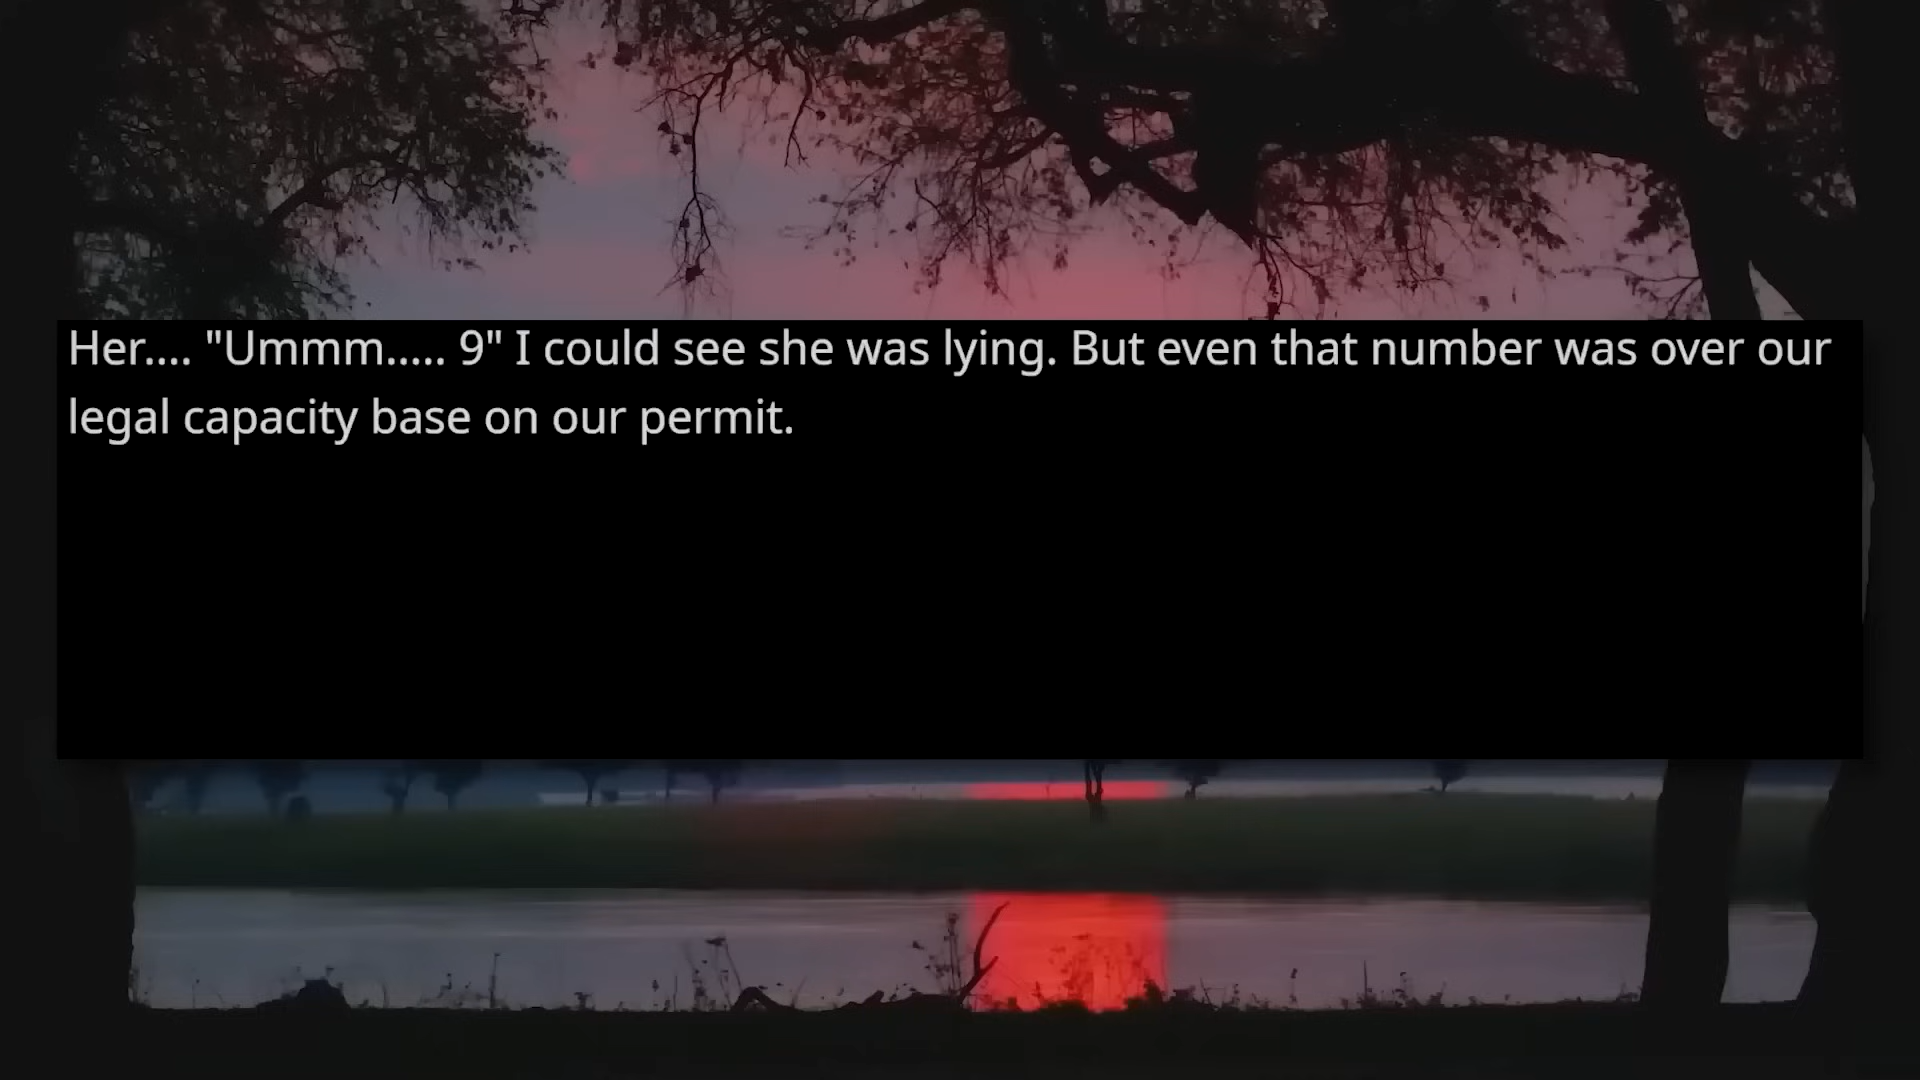 Her.... "Ummm..... 9" I could see she was lying. But even that number was over our
legal capacity base on our permit.